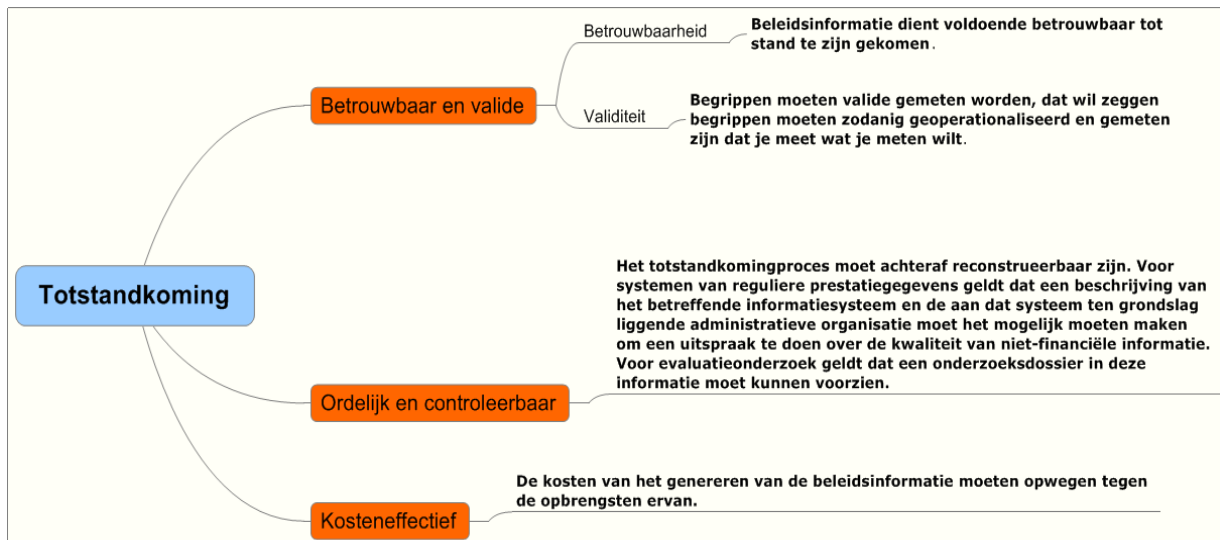 Betrouwbaarheid
Beleidsinformatie dient voldoende betrouwbaar tot
stand te zijn gekomen.
Betrouwbaar en valide
Validiteit
Begrippen moeten valide gemeten worden, dat wil zeggen
begrippen moeten zodanig geoperationaliseerd en gemeten
zijn dat je meet wat je meten wilt.
Totstandkoming
Het totstandkomingproces moet achteraf reconstrueerbaar zijn. Voor
systemen van reguliere prestatiegegevens geldt dat een beschrijving van
het betreffende informatiesysteem en de aan dat systeem ten grondslag
liggende administratieve organisatie moet het mogelijk moeten maken
om een uitspraak te doen over de kwaliteit van niet-financiële informatie.
Voor evaluatieonderzoek geldt dat een onderzoeksdossier in deze
informatie moet kunnen voorzien.
Ordelijk en controleerbaar
De kosten van het genereren van de beleidsinformatie moeten opwegen tegen
de opbrengsten ervan.
Kosteneffectief